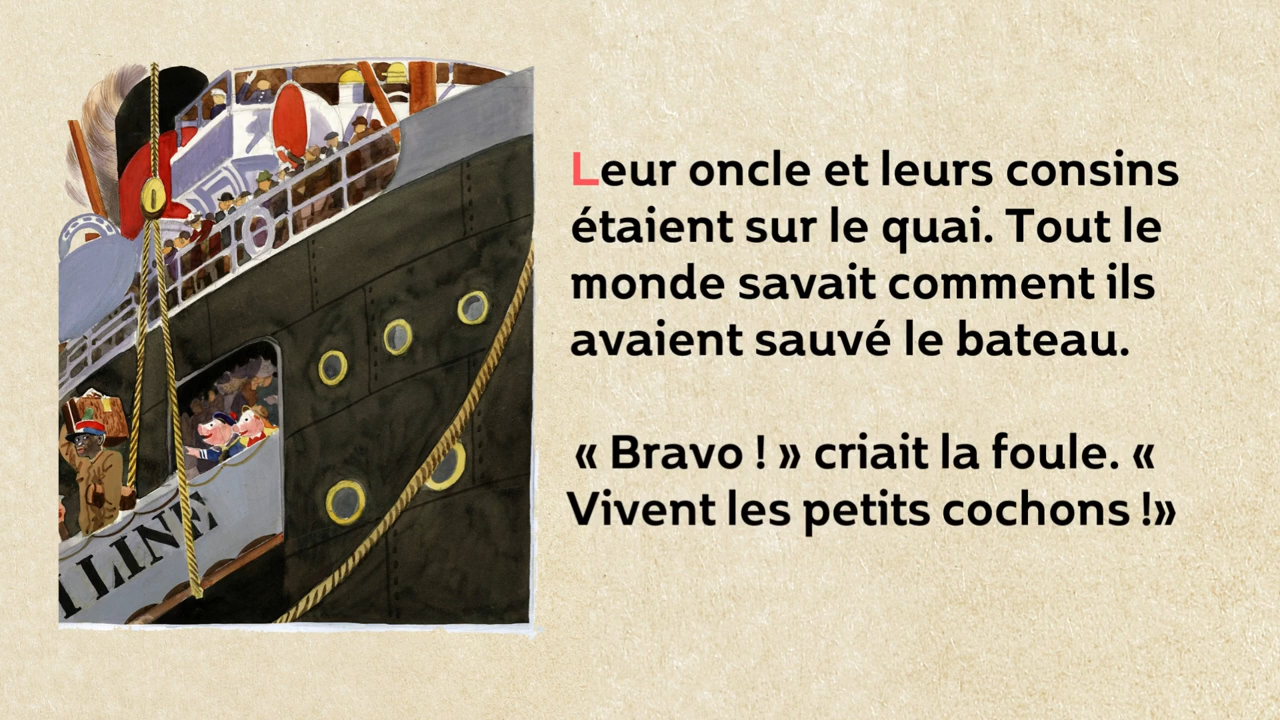 Leur oncle et leurs consins
étaient sur le quai. Tout le
monde savait comment ils
avaient sauvé le bateau.
« Bravo ! » criait la foule. «
Vivent les petits cochons !»
LINE